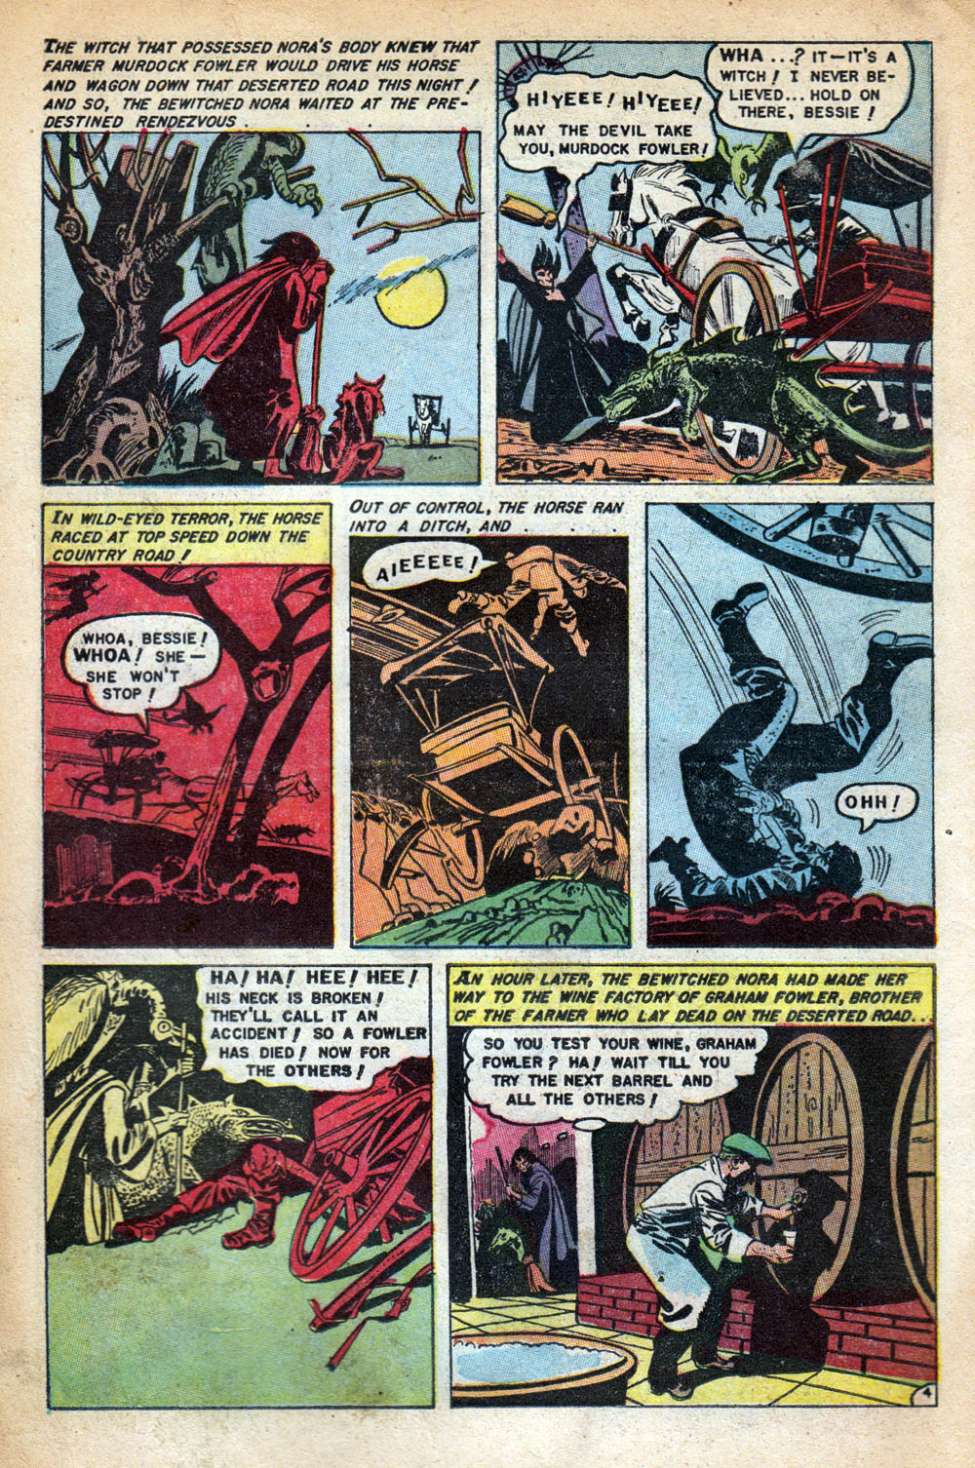 THE WITCH THAT POSSESSED NORA'S BODY KNEW THAT
FARMER MURDOCK FOWLER WOULD DRIVE HIS HORSE
AND WAGON DOWN THAT DESERTED ROAD THIS NIGHT!
AND SO, THE BEWITCHED NORA WAITED AT THE PRE-
DESTINED RENDEZVOUS . . . .
HIYEEE! HIYEEE!
MAY THE DEVIL TAKE
YOU, MURDOCK FOWLER!
WHA ...? IT—IT'S A
WITCH! I NEVER BE-
LIEVED... HOLD ON
THERE, BESSIE!
IN WILD-EYED TERROR, THE HORSE
RACED AT TOP SPEED DOWN THE
COUNTRY ROAD!
WHOA, BESSIE!
WHOA! SHE—
SHE WON'T
STOP!
OUT OF CONTROL, THE HORSE RAN
INTO A DITCH, AND . . . .
AIEEEEE!
OHH!
HA! HA! HEE! HEE!
HIS NECK IS BROKEN!
THEY'LL CALL IT AN
ACCIDENT! SO A FOWLER
HAS DIED! NOW FOR
THE OTHERS!
AN HOUR LATER, THE BEWITCHED NORA HAD MADE HER
WAY TO THE WINE FACTORY OF GRAHAM FOWLER, BROTHER
OF THE FARMER WHO LAY DEAD ON THE DESERTED ROAD...
SO YOU TEST YOUR WINE, GRAHAM
FOWLER? HA! WAIT TILL YOU
TRY THE NEXT BARREL AND
ALL THE OTHERS!
4